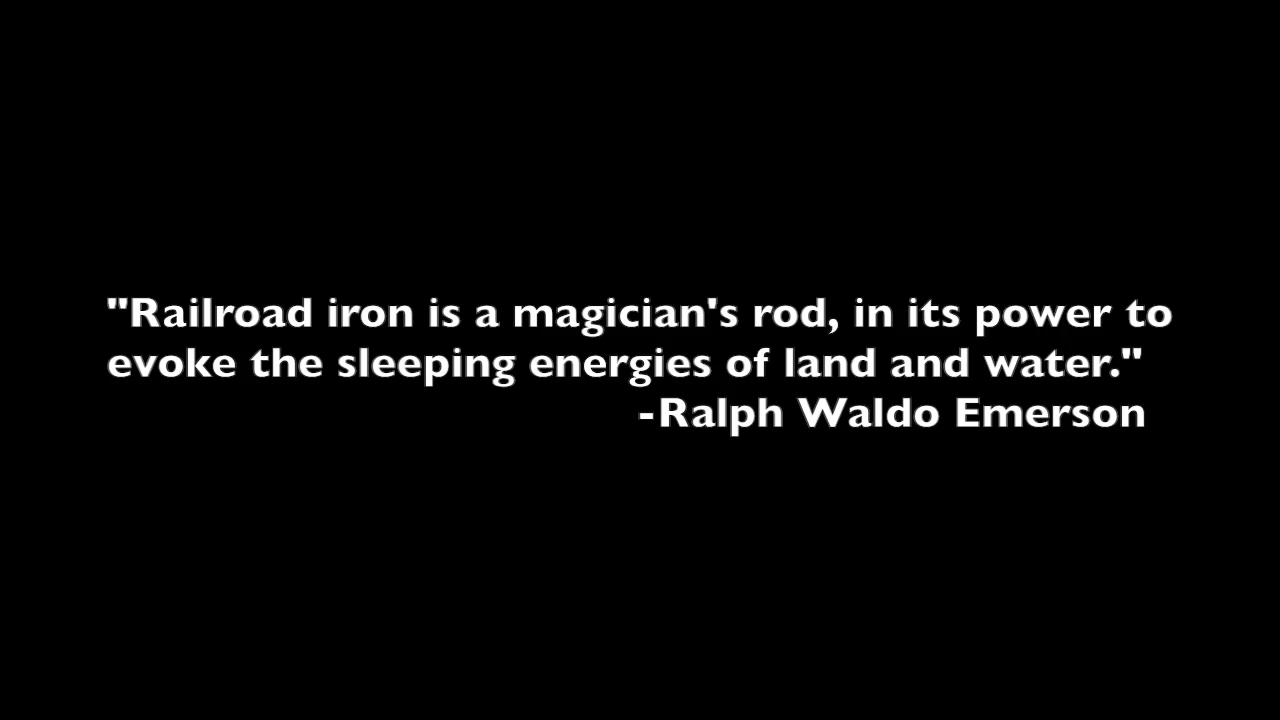 "Railroad iron is a magician's rod, in its power to
evoke the sleeping energies of land and water."
-Ralph Waldo Emerson